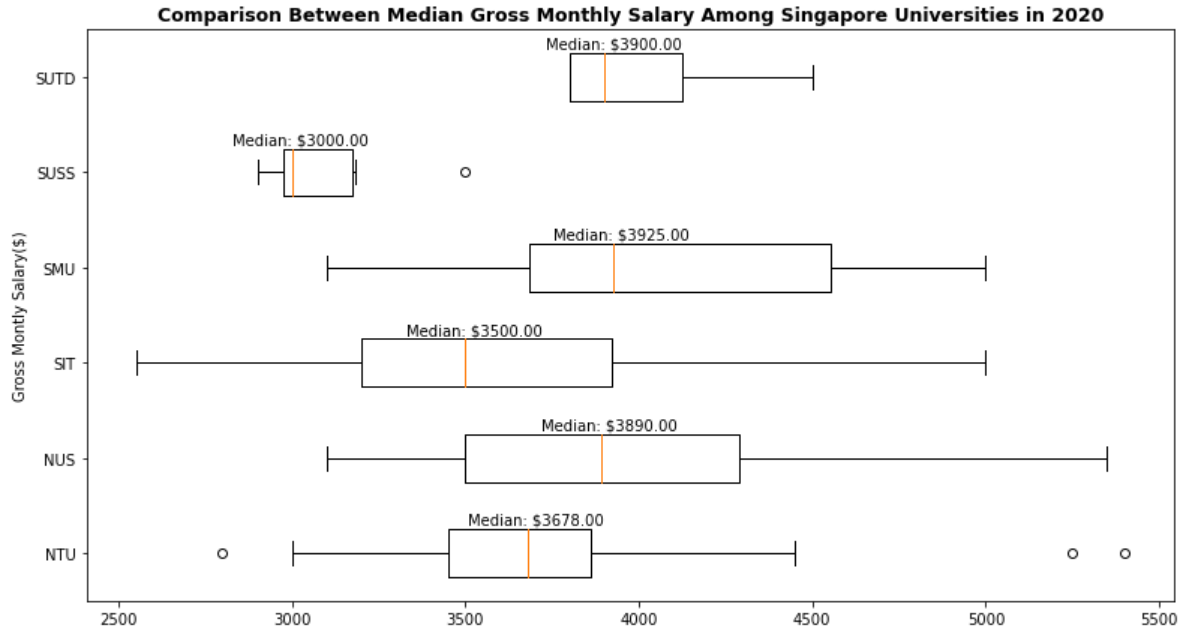 Comparison Between Median Gross Monthly Salary Among Singapore Universities in 2020
Median: $3900.00
SUTD
Median: $3000.00
SUSS
Median: $3925.00
SMU
Gross Montly Salary($)
Median: $3500.00
SIT
Median: $3890.00
NUS
Median: $3678.00
NTU
2500 3000 3500 4000 4500 5000 5500